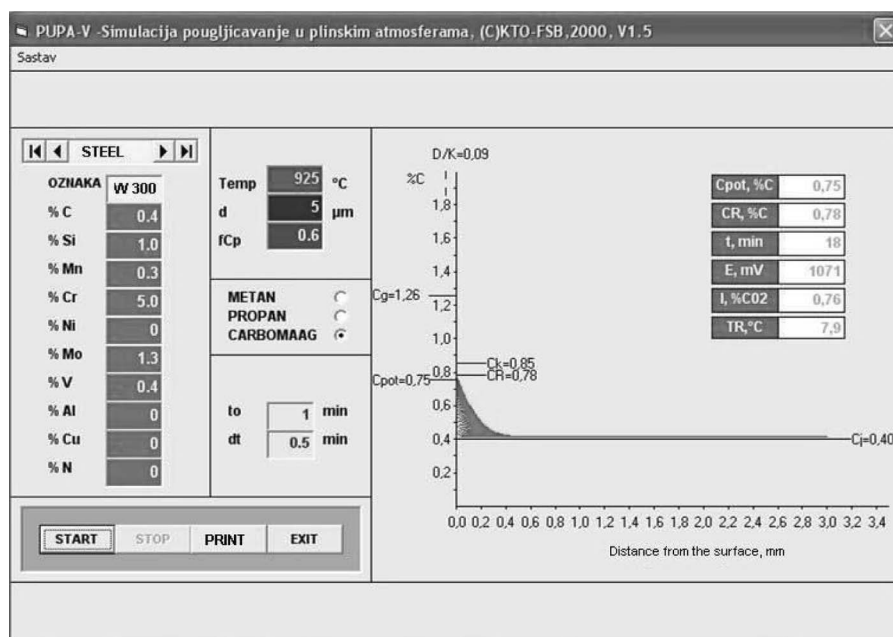 PUPA-V -Simulacija pougljicavanje u plinskim atmosferama, (C)KTO-FSB,2000, V1.5
Sastav
STEEL
OZNAKA W 300
% C 0.4
% Si 1.0
% Mn 0.3
% Cr 5.0
% Ni 0
% Mo 1.3
% V 0.4
% Al 0
% Cu 0
% N 0
Temp 925 °C
d 5 µm
fCp 0.6
METAN
PROPAN
CARBOMAAG
to 1 min
dt 0.5 min
START STOP PRINT EXIT
D/K=0,09
%C
1,8
1,6
1,4
Cg=1,26
1,2
1,0
Ck=0,85
0,8
CR=0,78
Cpot=0,75
0,6
0,4
Cj=0,40
0,2
0,0 0,2 0,4 0,6 0,8 1,0 1,2 1,4 1,6 1,8 2,0 2,2 2,4 2,6 2,8 3,0 3,2 3,4
Distance from the surface, mm
Cpot, %C 0,75
CR, %C 0,78
t, min 18
E, mV 1071
I, %C02 0,76
TR,°C 7,9